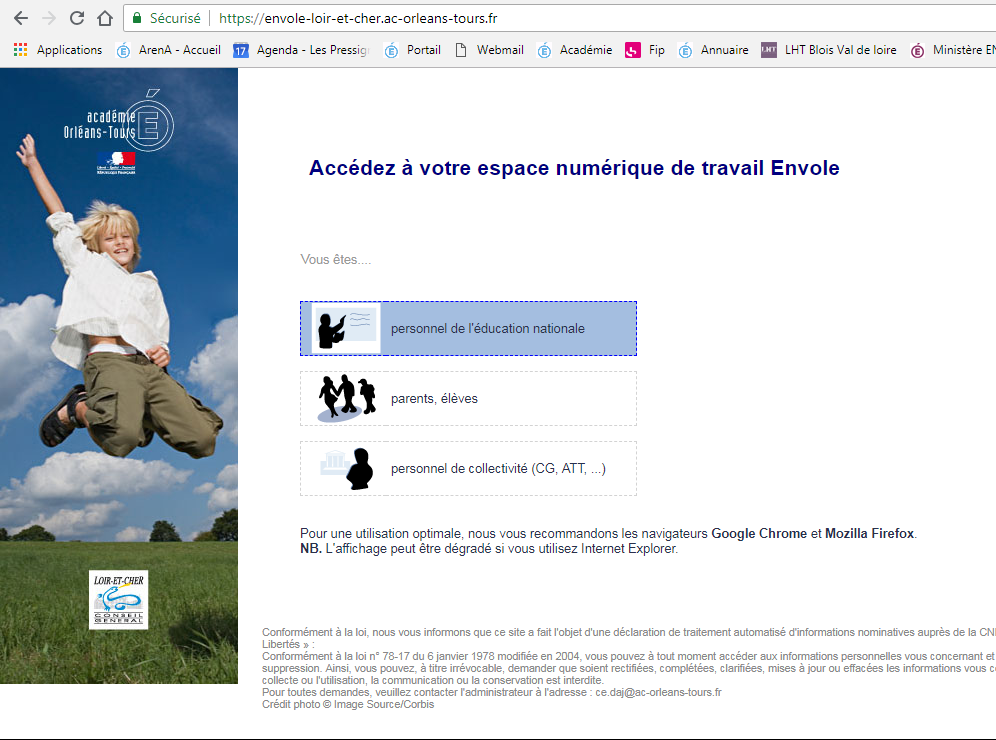 Sécurisé | https://envole-loir-et-cher.ac-orleans-tours.fr
Applications ArenA - Accueil 17 Agenda - Les Pressig Portail Webmail Académie Fip Annuaire LHT LHT Blois Val de loire Ministère EN
académie
Orléans-Tours
É
Liberté • Égalité • Fraternité
RÉPUBLIQUE FRANÇAISE
Accédez à votre espace numérique de travail Envole
Vous êtes....
personnel de l'éducation nationale
parents, élèves
personnel de collectivité (CG, ATT, ...)
Pour une utilisation optimale, nous vous recommandons les navigateurs Google Chrome et Mozilla Firefox.
NB. L'affichage peut être dégradé si vous utilisez Internet Explorer.
LOIR-ET-CHER
CONSEIL
GENERAL
Conformément à la loi, nous vous informons que ce site a fait l'objet d'une déclaration de traitement automatisé d'informations nominatives auprès de la CNI
Libertés » :
Conformément à la loi n° 78-17 du 6 janvier 1978 modifiée en 2004, vous pouvez à tout moment accéder aux informations personnelles vous concernant et
suppression. Ainsi, vous pouvez, à titre irrévocable, demander que soient rectifiées, complétées, clarifiées, mises à jour ou effacées les informations vous c
collecte ou l'utilisation, la communication ou la conservation est interdite.
Pour toutes demandes, veuillez contacter l'administrateur à l'adresse : ce.daj@ac-orleans-tours.fr
Crédit photo © Image Source/Corbis